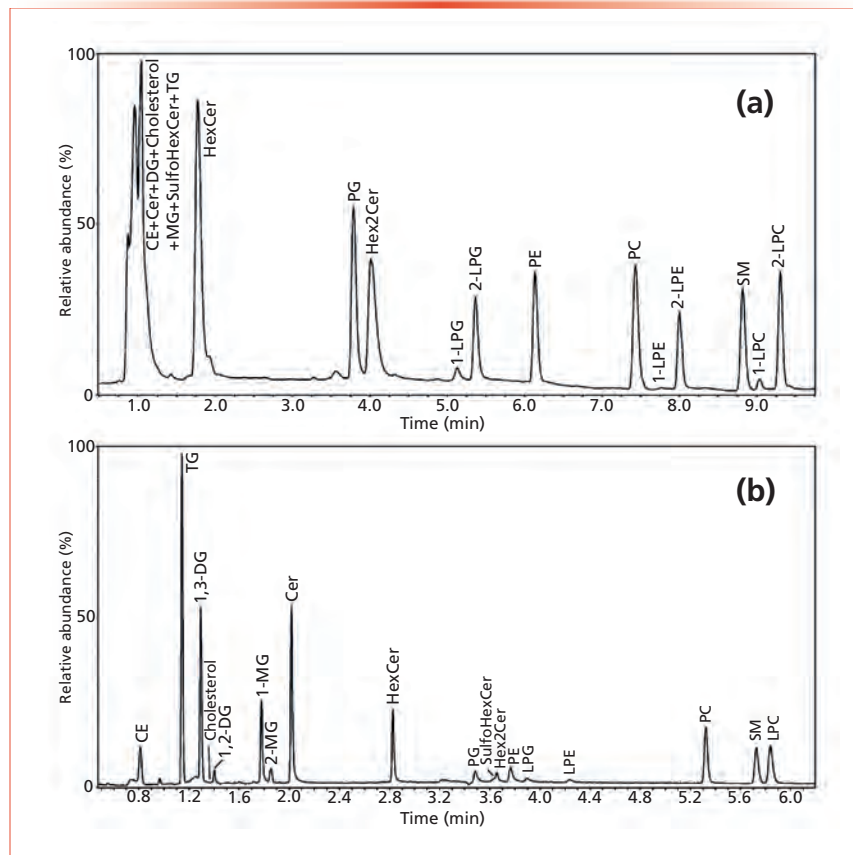 (a)
Relative abundance (%)
100
50
0
CE+Cer+DG+Cholesterol
+MG+SulfoHexCer+TG
HexCer
PG
Hex2Cer
1-LPG
2-LPG
PE
PC
1-LPE
2-LPE
SM
1-LPC
2-LPC
1.0 2.0 3.0 4.0 5.0 6.0 7.0 8.0 9.0
Time (min)
(b)
Relative abundance (%)
100
50
0
CE
TG
1,3-DG
Cholesterol
1,2-DG
1-MG
2-MG
Cer
HexCer
PG
SulfoHexCer
Hex2Cer
PE
LPG
LPE
PC
SM
LPC
0.8 1.2 1.6 2.0 2.4 2.8 3.2 3.6 4.0 4.4 4.8 5.2 5.6 6.0
Time (min)